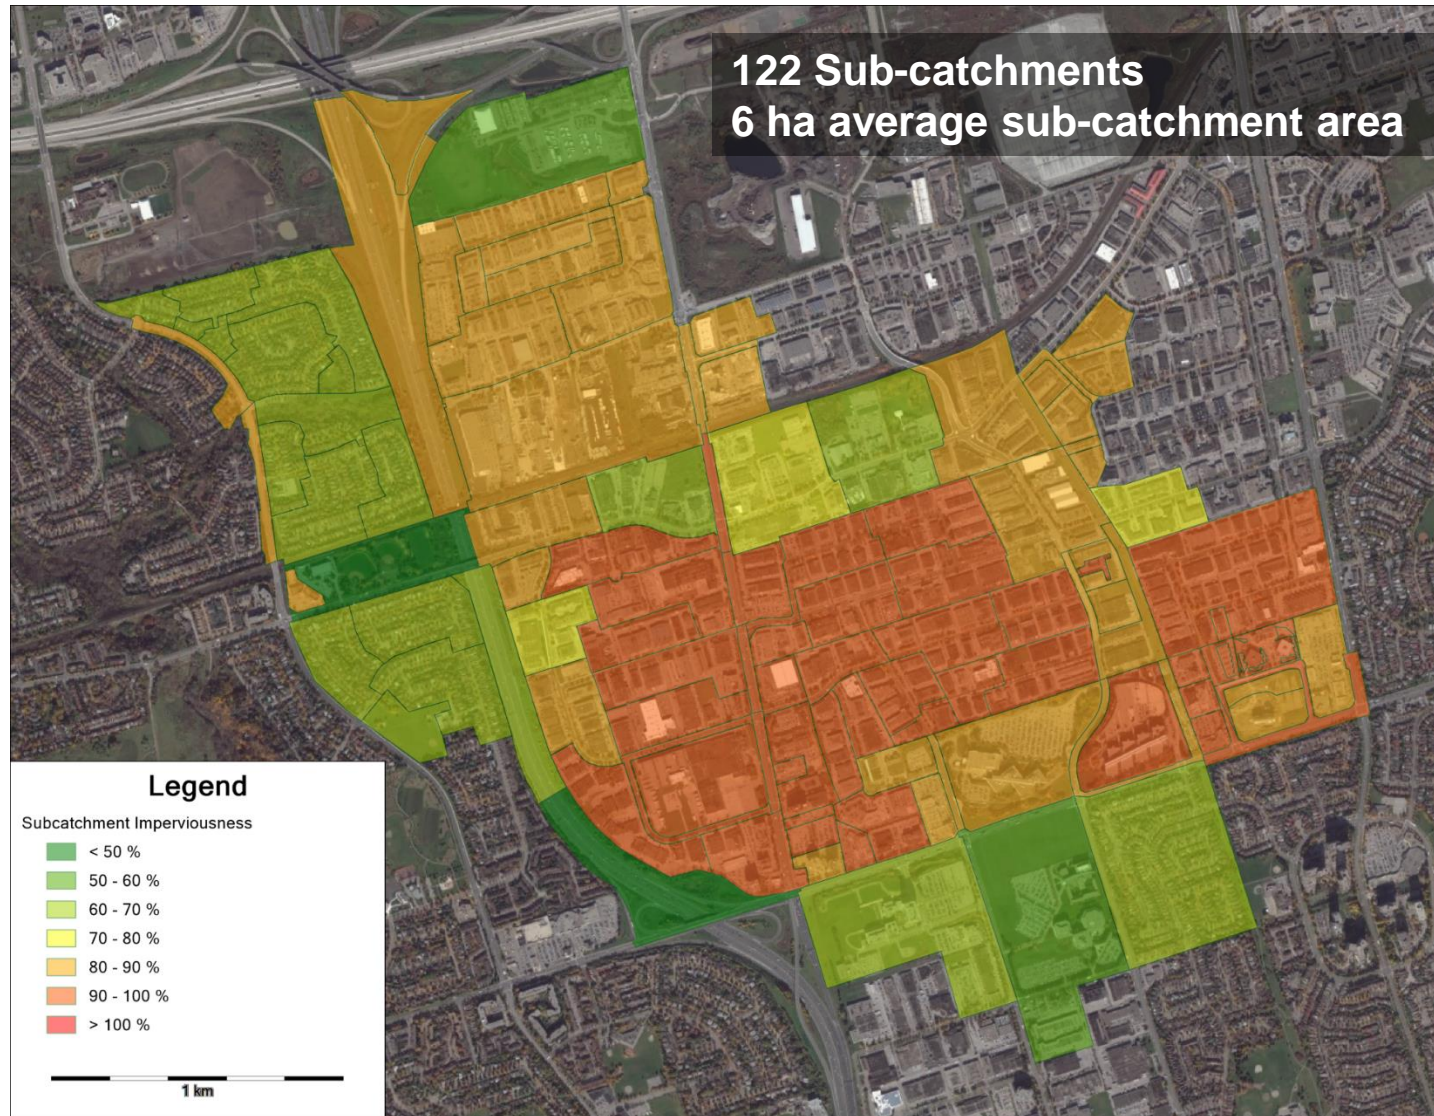 122 Sub-catchments
6 ha average sub-catchment area
Legend
Subcatchment Imperviousness
< 50 %
50 - 60 %
60 - 70 %
70 - 80 %
80 - 90 %
90 - 100 %
> 100 %
1 km